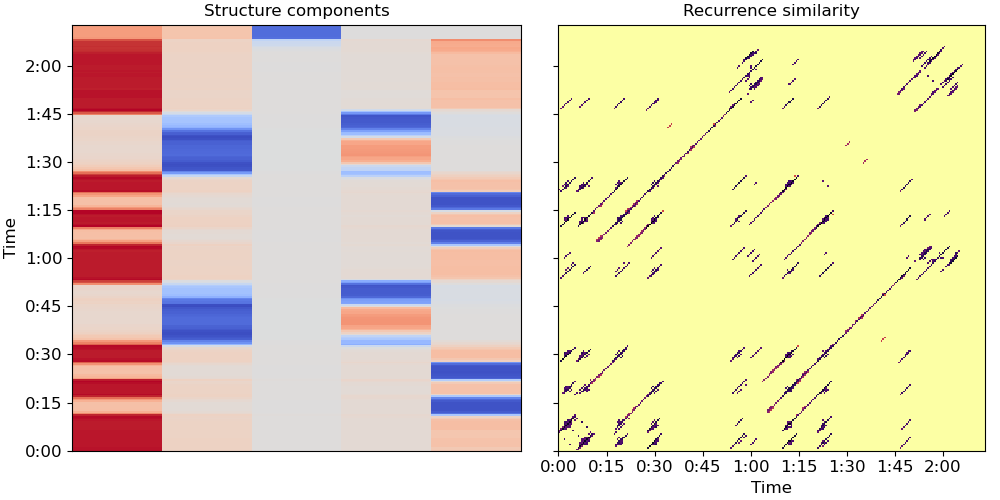 Structure components
Recurrence similarity
2:00
1:45
1:30
1:15
1:00
0:45
0:30
0:15
0:00
Time
0:00 0:15 0:30 0:45 1:00 1:15 1:30 1:45 2:00
Time